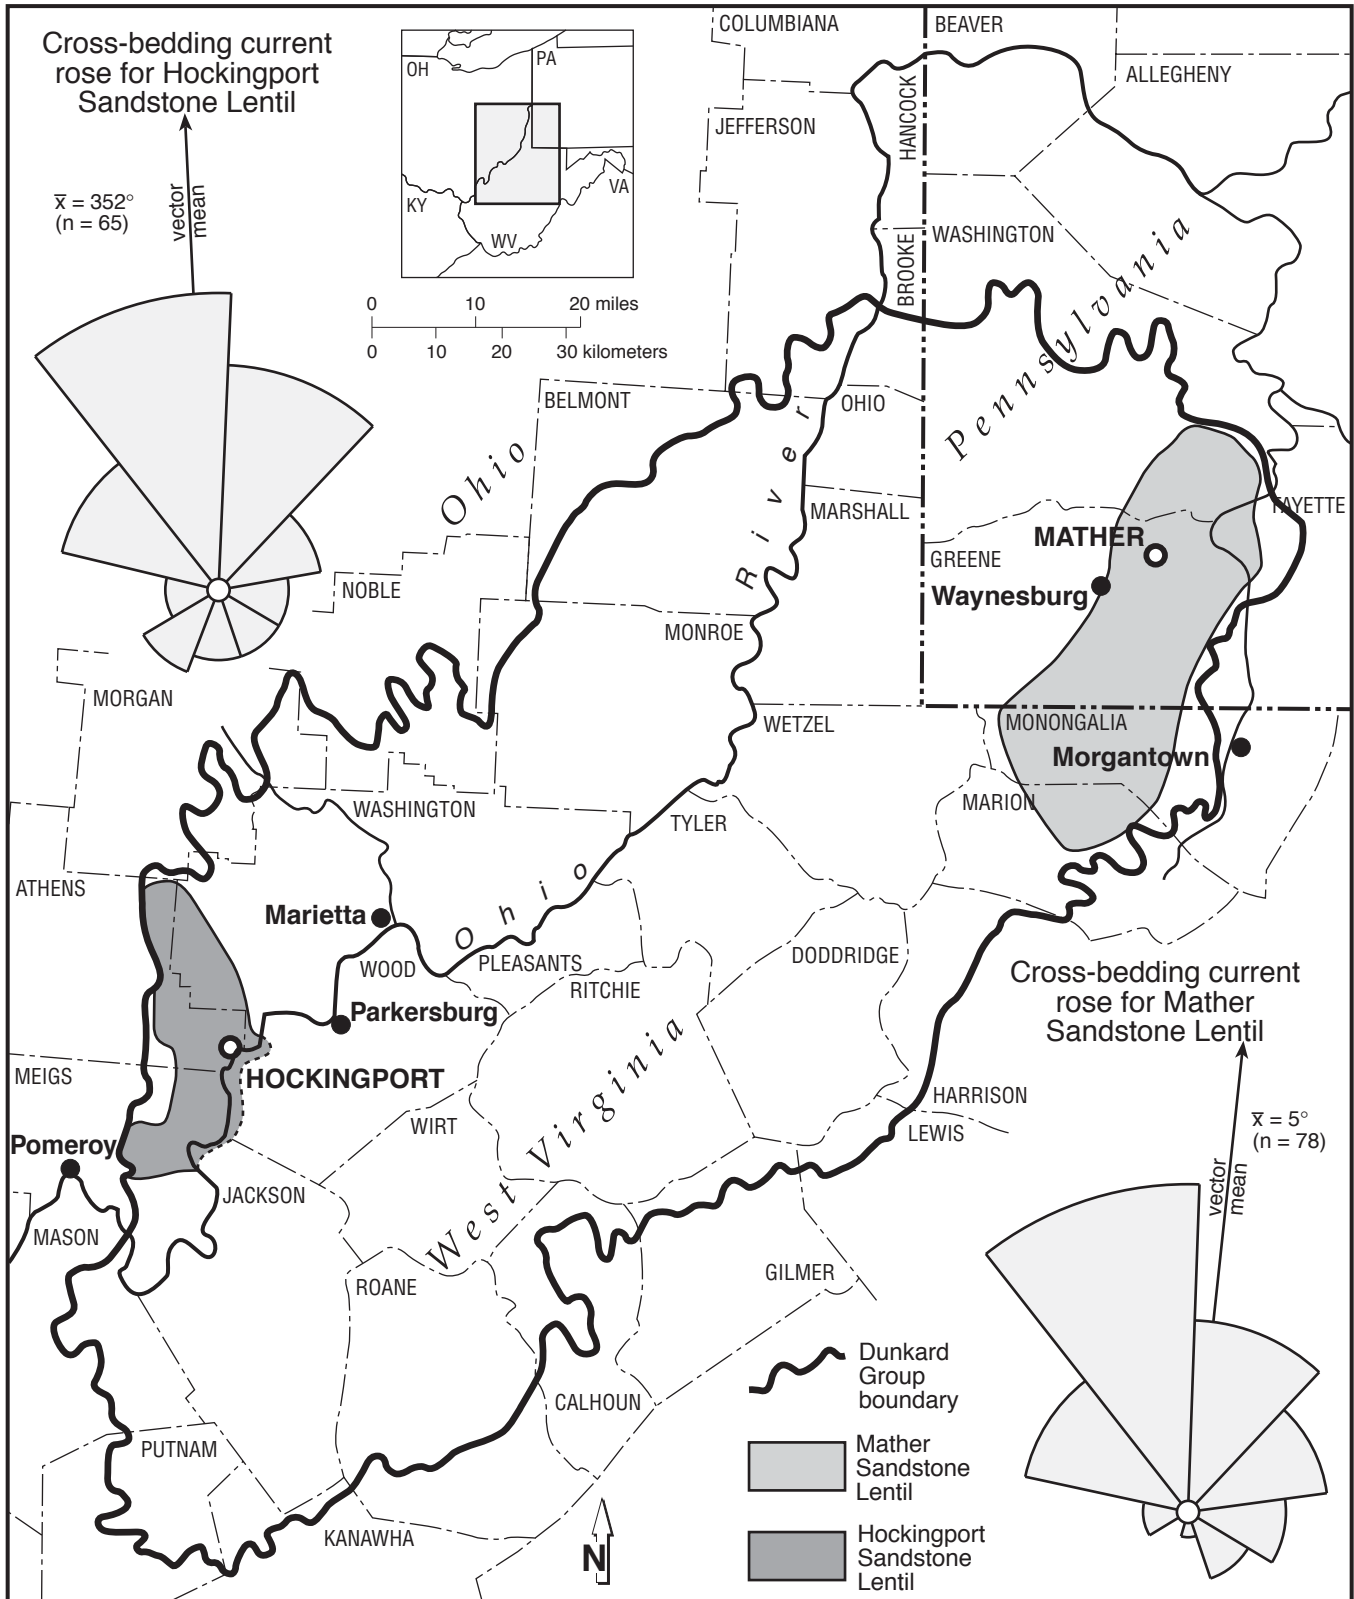 Cross-bedding current
rose for Hockingport
Sandstone Lentil
x̅ = 352°
(n = 65)
vector
mean
OH
PA
KY
WV
VA
0 10 20 miles
0 10 20 30 kilometers
COLUMBIANA
BEAVER
ALLEGHENY
JEFFERSON
HANCOCK
BROOKE
WASHINGTON
Pennsylvania
BELMONT
OHIO
Ohio
MARSHALL
FAYETTE
GREENE
MATHER
Waynesburg
NOBLE
MONROE
MORGAN
WETZEL
MONONGALIA
Morgantown
MARION
WASHINGTON
TYLER
ATHENS
Marietta
Ohio River
WOOD
PLEASANTS
DODDRIDGE
RITCHIE
Parkersburg
MEIGS
HOCKINGPORT
WIRT
West Virginia
HARRISON
LEWIS
Pomeroy
JACKSON
MASON
ROANE
GILMER
CALHOUN
PUTNAM
KANAWHA
Cross-bedding current
rose for Mather
Sandstone Lentil
x̅ = 5°
(n = 78)
vector
mean
Dunkard
Group
boundary
Mather
Sandstone
Lentil
Hockingport
Sandstone
Lentil
N